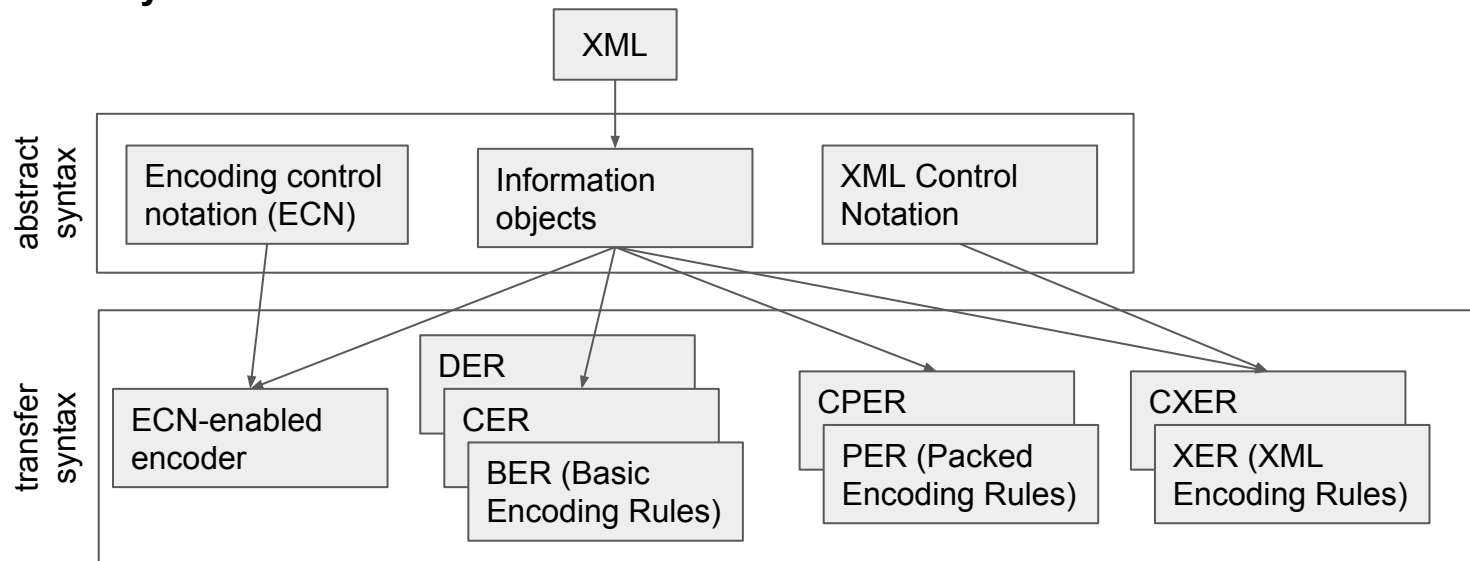 XML
abstract
syntax
Encoding control
notation (ECN)
Information
objects
XML Control
Notation
transfer
syntax
ECN-enabled
encoder
DER
CER
BER (Basic
Encoding Rules)
CPER
PER (Packed
Encoding Rules)
CXER
XER (XML
Encoding Rules)